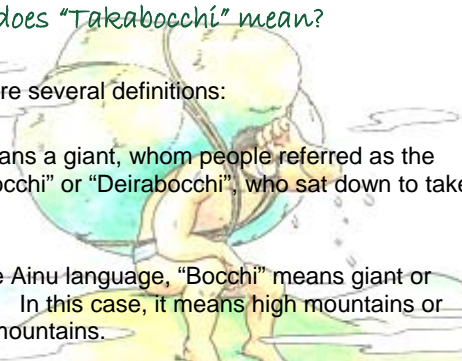 does “Takabocchi” mean?
re several definitions:
ans a giant, whom people referred as the
occhi” or “Deirabocchi”, who sat down to take
e Ainu language, “Bocchi” means giant or
In this case, it means high mountains or
mountains.